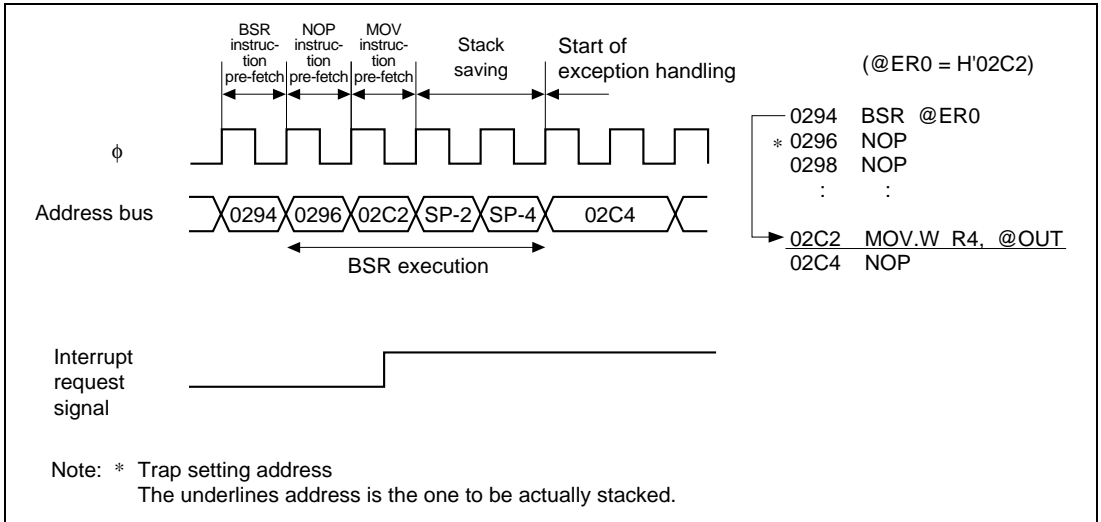 BSR
instruc-
tion
pre-fetch
NOP
instruc-
tion
pre-fetch
MOV
instruc-
tion
pre-fetch
Stack
saving
Start of
exception handling
(@ER0 = H'02C2)
0294 BSR @ER0
* 0296 NOP
0298 NOP
: :
02C2 MOV.W R4, @OUT
02C4 NOP
ϕ
Address bus
0294 0296 02C2 SP-2 SP-4 02C4
BSR execution
Interrupt
request
signal
Note: * Trap setting address
The underlines address is the one to be actually stacked.